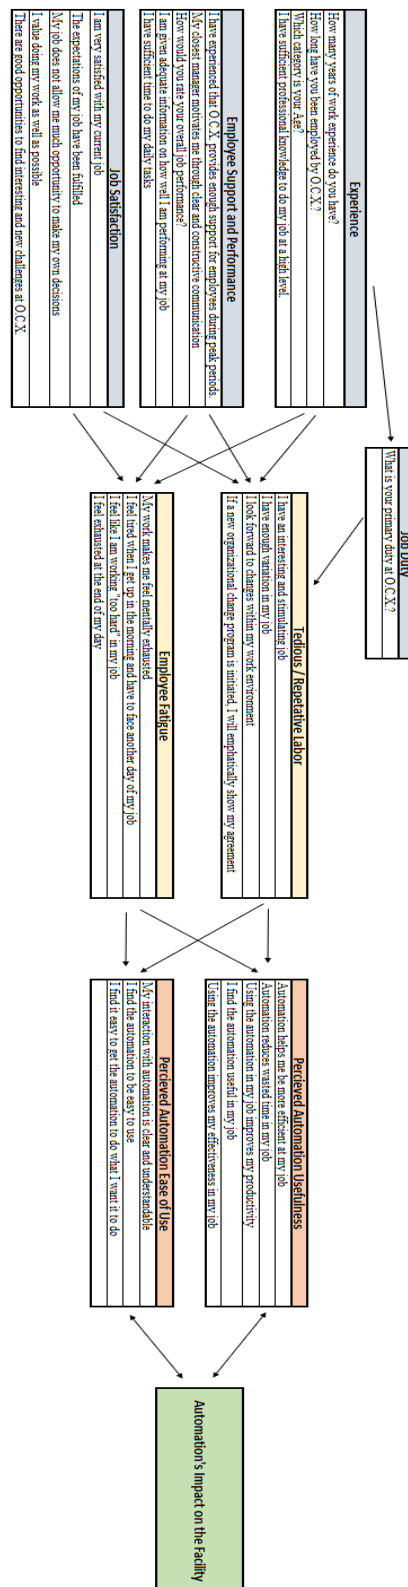 Experience
How many years of work experience do you have?
How long have you been employed by O.C.X.?
Which category is your Age?
I have sufficient professional knowledge to do my job at a high level.
Employee Support and Performance
I have experienced that O.C.X. provides enough support for employees during peak periods.
My closest manager motivates me through clear and constructive communication
How would you rate your overall job performance?
I am given adequate information on how well I am performing at my job
I have sufficient time to do my daily tasks
Job Satisfaction
I am very satisfied with my current job
The expectations of my job have been fulfilled
My job does not allow me much opportunity to make my own decisions
I value doing my work as well as possible
There are good opportunities to find interesting and new challenges at O.C.X.
Job Duty
What is your primary duty at O.C.X.?
Tedious / Repetative Labor
I have an interesting and stimulating job
I have enough variation in my job
I look forward to changes within my work environment
If a new organizational change program is initiated, I will emphatically show my agreement
Employee Fatigue
My work makes me feel mentally exhausted
I feel tired when I get up in the morning and have to face another day of my job
I feel like I am working "too hard" in my job
I feel exhausted at the end of my day
Percieved Automation Usefulness
Automation helps me be more efficient at my job
Automation reduces wasted time in my job
Using the automation in my job improves my productivity
I find the automation useful in my job
Using the automation improves my effectiveness in my job
Percieved Automation Ease of Use
My interaction with automation is clear and understandable
I find the automation to be easy to use
I find it easy to get the automation to do what I want it to do
Automation's Impact on the Facility